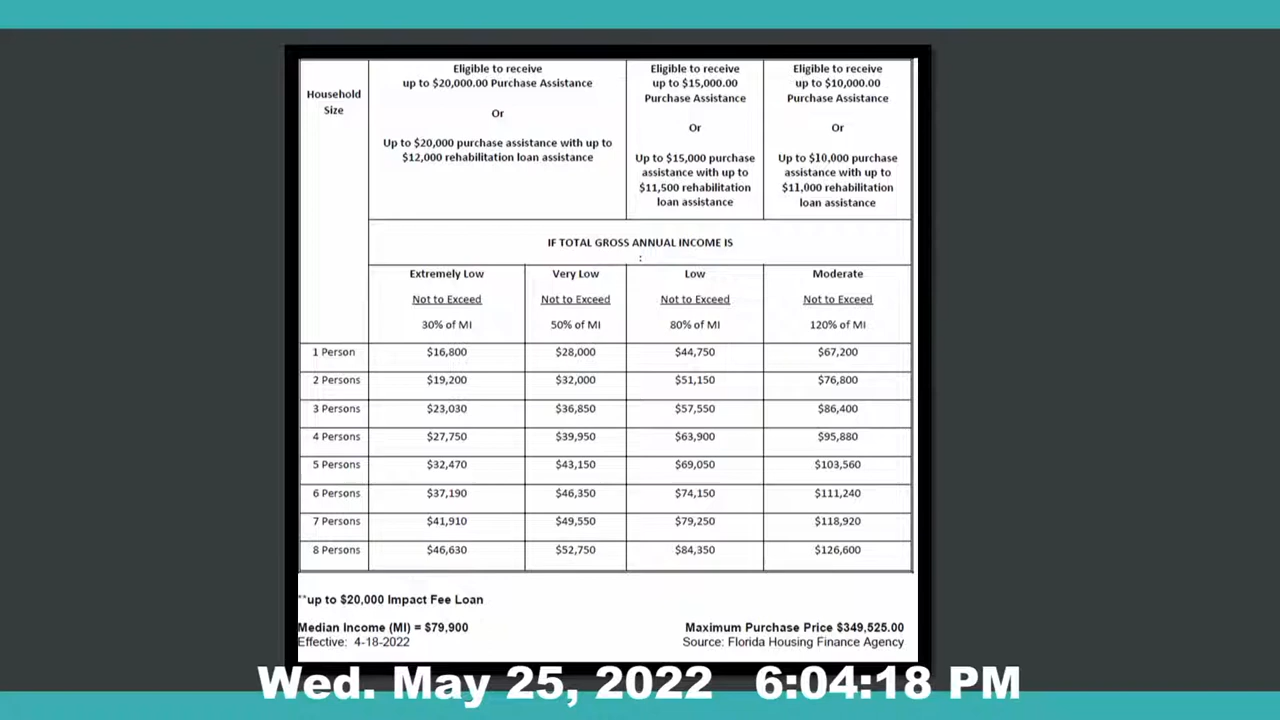 Household
Size
Eligible to receive
up to $20,000.00 Purchase Assistance
Or
Up to $20,000 purchase assistance with up to
$12,000 rehabilitation loan assistance
Eligible to receive
up to $15,000.00
Purchase Assistance
Or
Up to $15,000 purchase
assistance with up to
$11,500 rehabilitation
loan assistance
Eligible to receive
up to $10,000.00
Purchase Assistance
Or
Up to $10,000 purchase
assistance with up to
$11,000 rehabilitation
loan assistance
IF TOTAL GROSS ANNUAL INCOME IS
:
Extremely Low Very Low Low Moderate
Not to Exceed Not to Exceed Not to Exceed Not to Exceed
30% of MI 50% of MI 80% of MI 120% of MI
1 Person $16,800 $28,000 $44,750 $67,200
2 Persons $19,200 $32,000 $51,150 $76,800
3 Persons $23,030 $36,850 $57,550 $86,400
4 Persons $27,750 $39,950 $63,900 $95,880
5 Persons $32,470 $43,150 $69,050 $103,560
6 Persons $37,190 $46,350 $74,150 $111,240
7 Persons $41,910 $49,550 $79,250 $118,920
8 Persons $46,630 $52,750 $84,350 $126,600
**up to $20,000 Impact Fee Loan
Median Income (MI) = $79,900 Maximum Purchase Price $349,525.00
Effective: 4-18-2022 Source: Florida Housing Finance Agency
Wed. May 25, 2022 6:04:18 PM